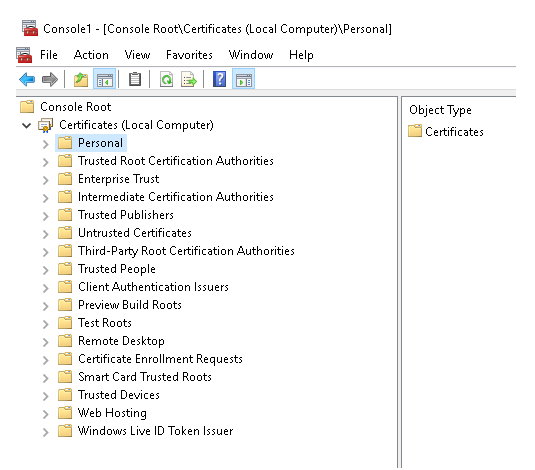 Console1 - [Console Root\Certificates (Local Computer)\Personal]
File Action View Favorites Window Help
Console Root
Certificates (Local Computer)
Personal
Trusted Root Certification Authorities
Enterprise Trust
Intermediate Certification Authorities
Trusted Publishers
Untrusted Certificates
Third-Party Root Certification Authorities
Trusted People
Client Authentication Issuers
Preview Build Roots
Test Roots
Remote Desktop
Certificate Enrollment Requests
Smart Card Trusted Roots
Trusted Devices
Web Hosting
Windows Live ID Token Issuer
Object Type
Certificates